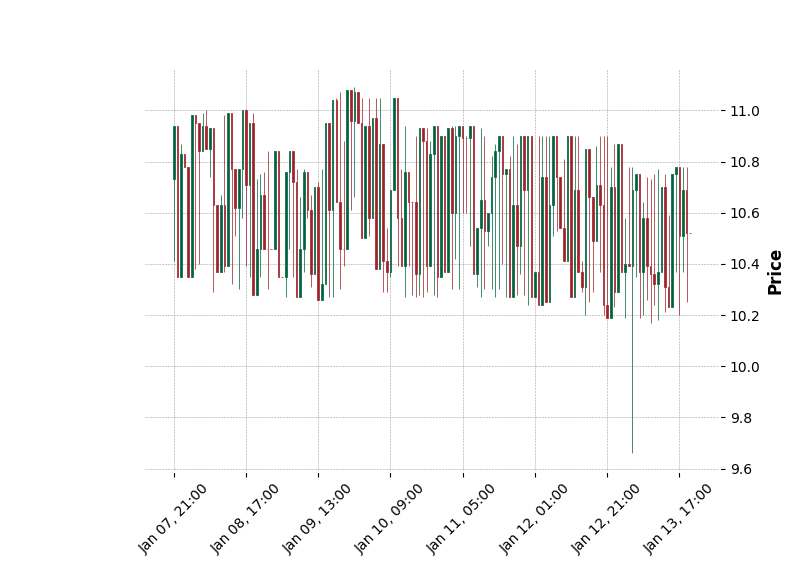 11.0
10.8
10.6
10.4
10.2
10.0
9.8
9.6
Price
Jan 07, 21:00
Jan 08, 17:00
Jan 09, 13:00
Jan 10, 09:00
Jan 11, 05:00
Jan 12, 01:00
Jan 12, 21:00
Jan 13, 17:00